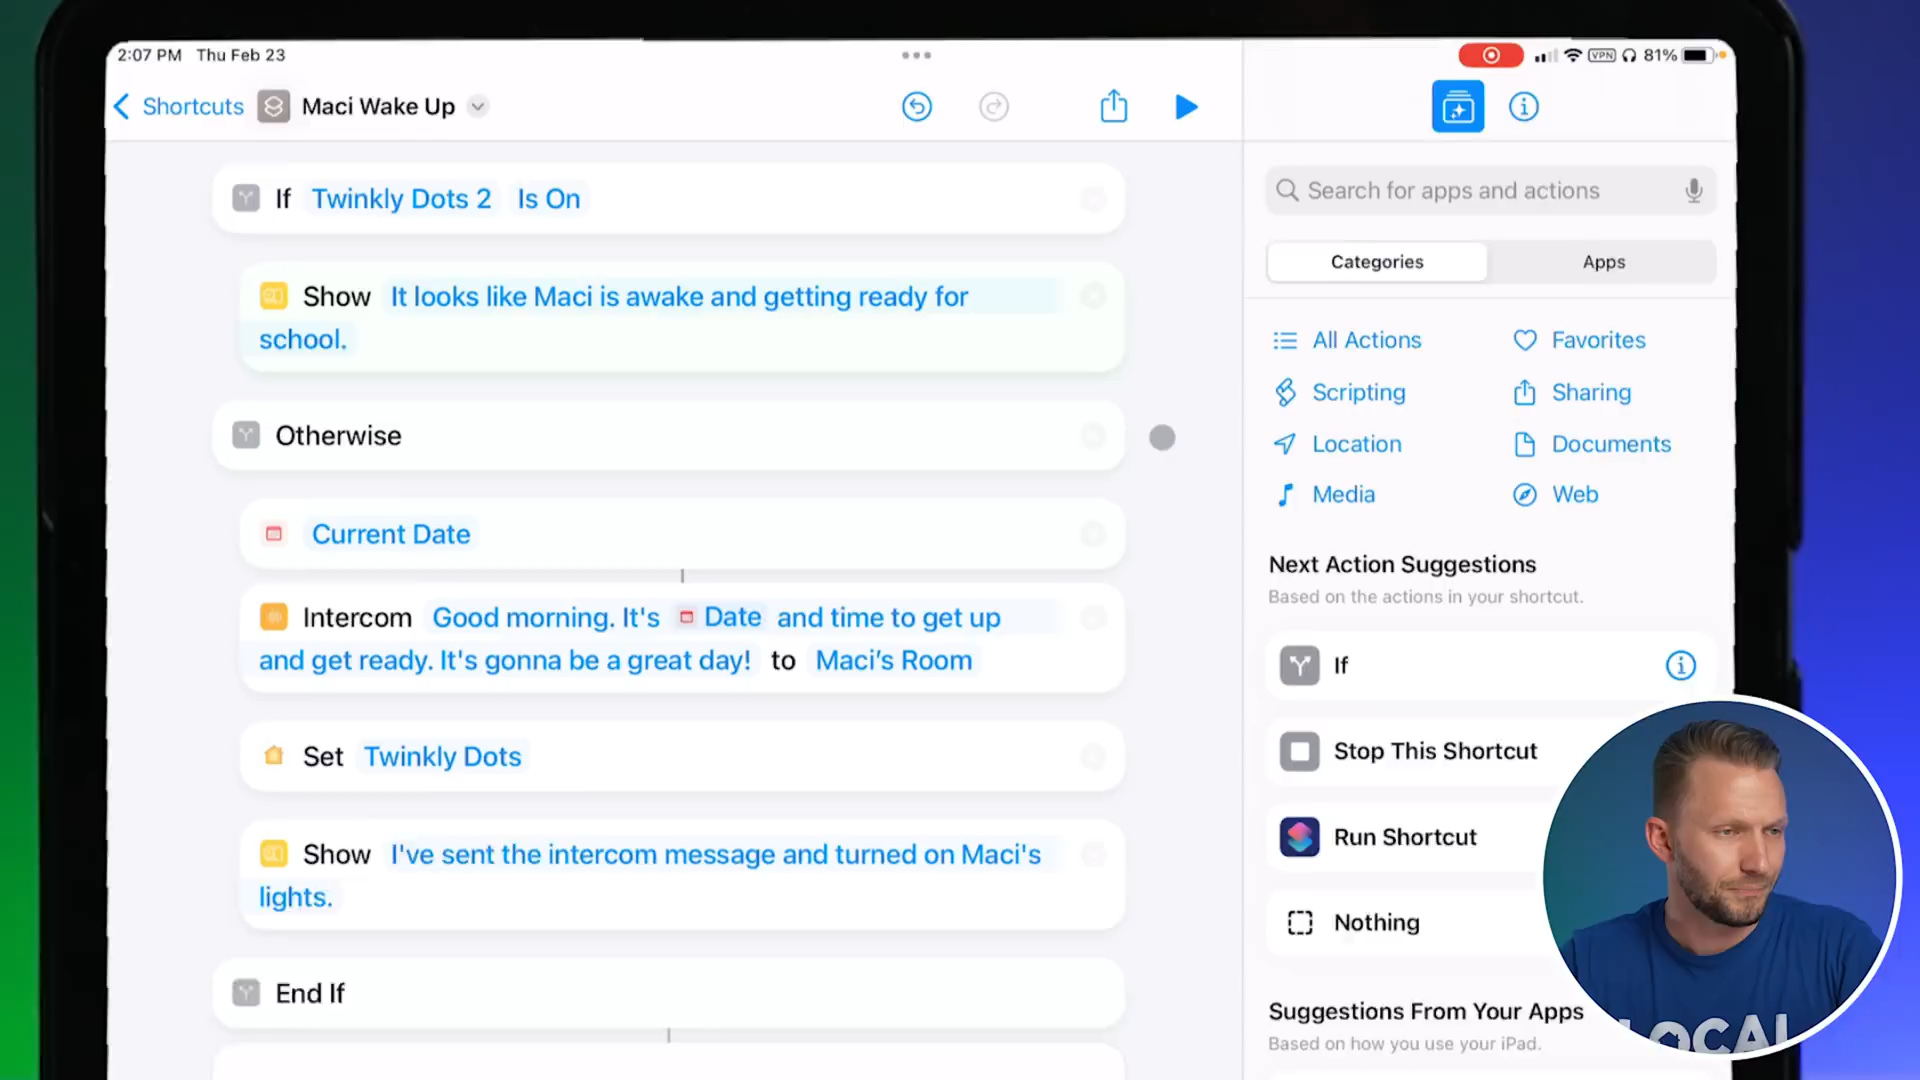 2:07 PM Thu Feb 23
VPN 81%
Shortcuts Maci Wake Up
If Twinkly Dots 2 Is On
Show It looks like Maci is awake and getting ready for
school.
Otherwise
Current Date
Intercom Good morning. It's Date and time to get up
and get ready. It's gonna be a great day! to Maci's Room
Set Twinkly Dots
Show I've sent the intercom message and turned on Maci's
lights.
End If
Search for apps and actions
Categories Apps
All Actions Favorites
Scripting Sharing
Location Documents
Media Web
Next Action Suggestions
Based on the actions in your shortcut.
If
Stop This Shortcut
Run Shortcut
Nothing
Suggestions From Your Apps
Based on how you use your iPad.
LOCAL